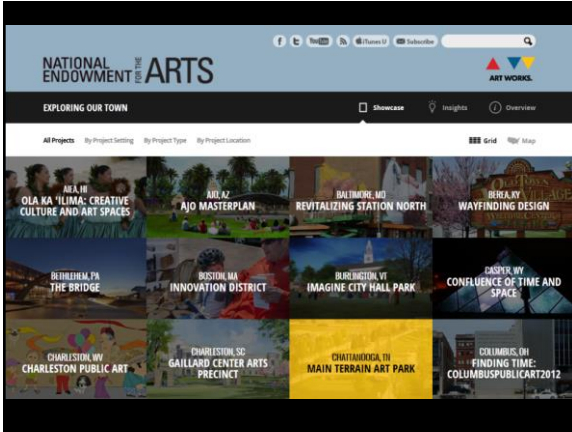 f t You Tube iTunes U Subscribe
NATIONAL
ENDOWMENT FOR THE ARTS
ART WORKS.
EXPLORING OUR TOWN
Showcase Insights i Overview
All Projects By Project Setting By Project Type By Project Location
Grid Map
AIEA, HI
OLA KA 'ILIMA: CREATIVE
CULTURE AND ART SPACES
AJO, AZ
AJO MASTERPLAN
BALTIMORE, MD
REVITALIZING STATION NORTH
BEREA, KY
WAYFINDING DESIGN
BETHLEHEM, PA
THE BRIDGE
BOSTON, MA
INNOVATION DISTRICT
BURLINGTON, VT
IMAGINE CITY HALL PARK
CASPER, WY
CONFLUENCE OF TIME AND
SPACE
CHARLESTON, WV
CHARLESTON PUBLIC ART
CHARLESTON, SC
GAILLARD CENTER ARTS
PRECINCT
CHATTANOOGA, TN
MAIN TERRAIN ART PARK
COLUMBUS, OH
FINDING TIME:
COLUMBUSPUBLICART2012